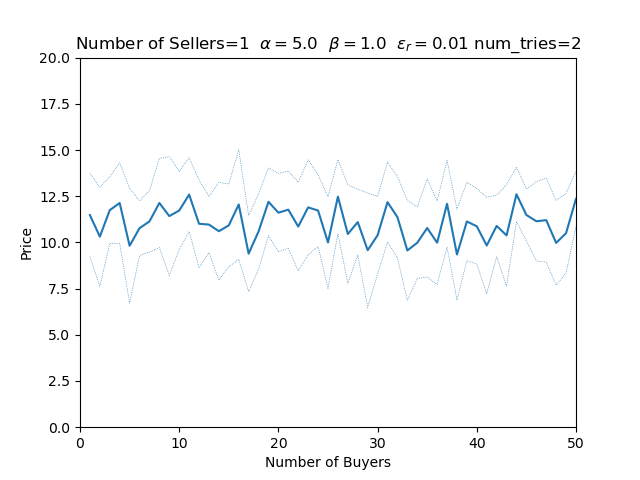 Number of Sellers=1 α = 5.0 β = 1.0 εᵣ = 0.01 num_tries=2
20.0
17.5
15.0
12.5
10.0
7.5
5.0
2.5
0.0
Price
0 10 20 30 40 50
Number of Buyers